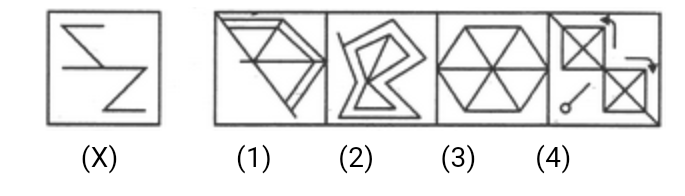 (X) (1) (2) (3) (4)